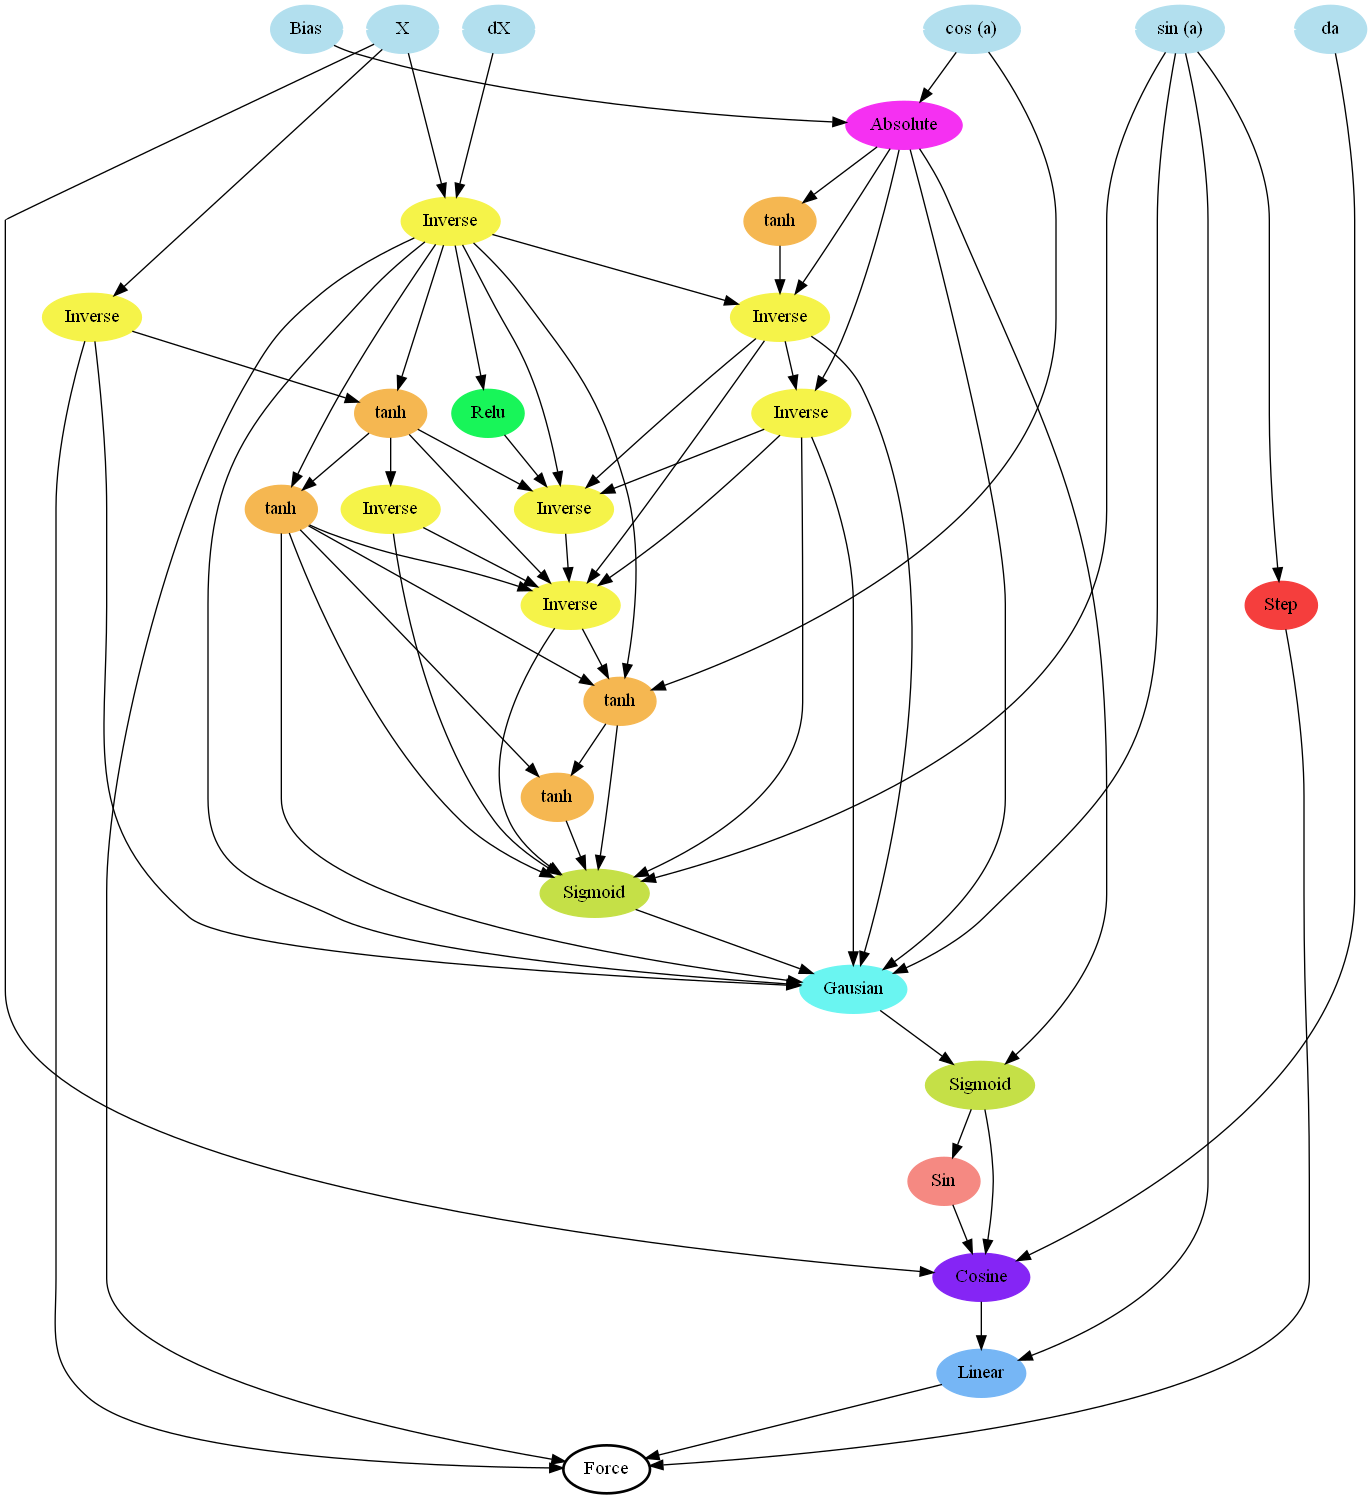 Bias
X
dX
cos (a)
sin (a)
da
Absolute
Inverse
tanh
Inverse
Inverse
tanh
Relu
Inverse
tanh
Inverse
Inverse
Inverse
Step
tanh
tanh
Sigmoid
Gausian
Sigmoid
Sin
Cosine
Linear
Force